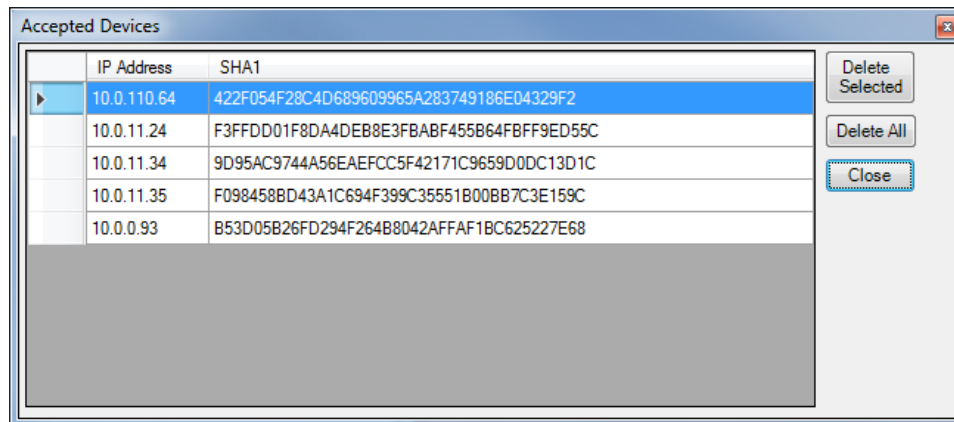 Accepted Devices
IP Address SHA1
10.0.110.64 422F054F28C4D689609965A283749186E04329F2
10.0.11.24 F3FFDD01F8DA4DEB8E3FBABF455B64FBFF9ED55C
10.0.11.34 9D95AC9744A56EAEFCC5F42171C9659D0DC13D1C
10.0.11.35 F098458BD43A1C694F399C35551B00BB7C3E159C
10.0.0.93 B53D05B26FD294F264B8042AFFAF1BC625227E68
Delete
Selected
Delete All
Close